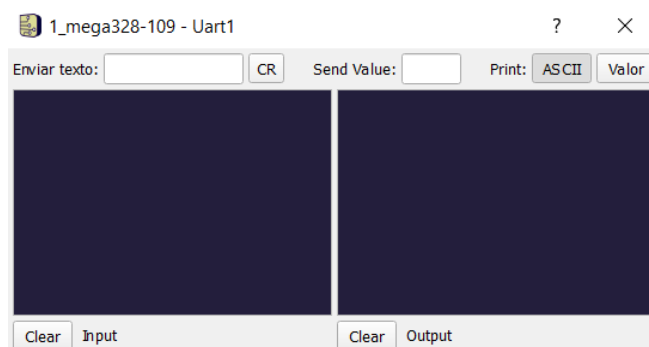 1_mega328-109 - Uart1 ?
Enviar texto: CR Send Value: Print: ASCII Valor
Clear Input Clear Output